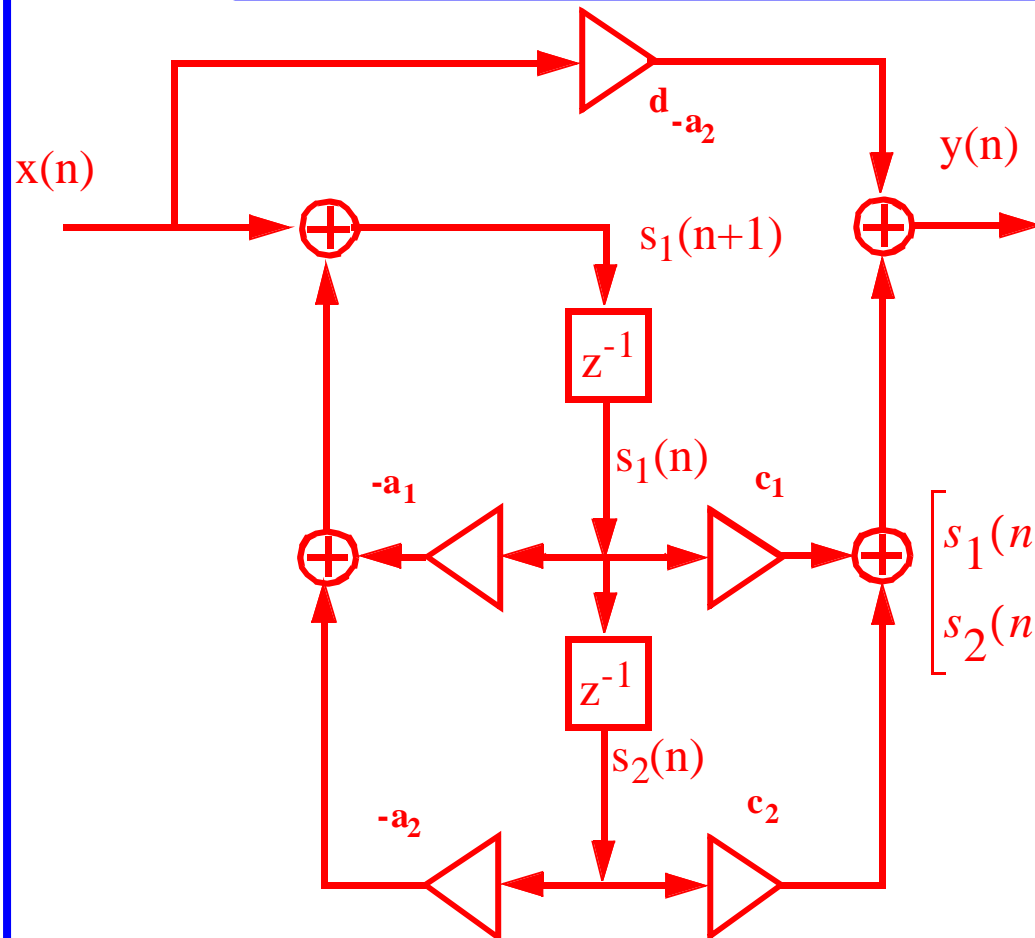 d
-a₂
x(n)
y(n)
s₁(n+1)
z⁻¹
s₁(n)
-a₁
c₁
s₁(n
s₂(n
z⁻¹
s₂(n)
-a₂
c₂